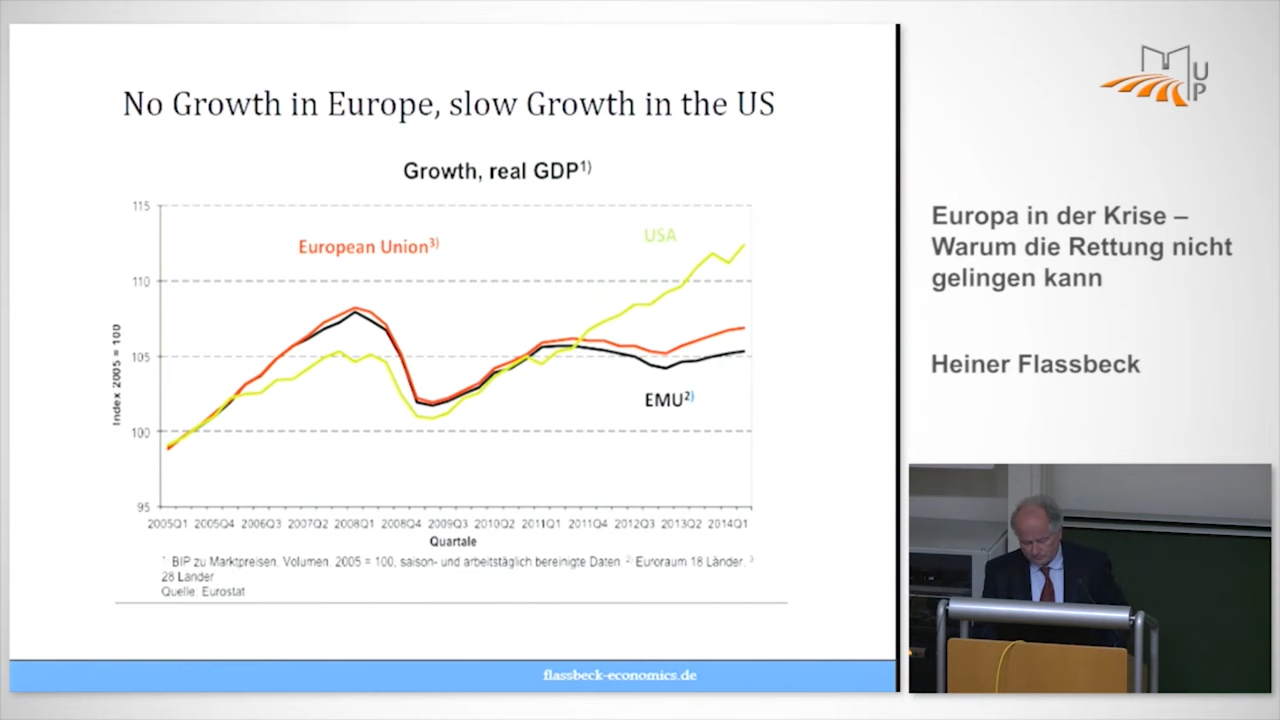 No Growth in Europe, slow Growth in the US
Growth, real GDP1)
115
110
105
100
95
Index 2005 = 100
European Union3)
USA
EMU2)
2005Q1 2005Q4 2006Q3 2007Q2 2008Q1 2008Q4 2009Q3 2010Q2 2011Q1 2011Q4 2012Q3 2013Q2 2014Q1
Quartale
1) BIP zu Marktpreisen, Volumen, 2005 = 100, saison- und arbeitstäglich bereinigte Daten. 2) Euroraum 18 Länder. 3)
28 Länder
Quelle: Eurostat
flassbeck-economics.de
MUP
Europa in der Krise –
Warum die Rettung nicht
gelingen kann
Heiner Flassbeck